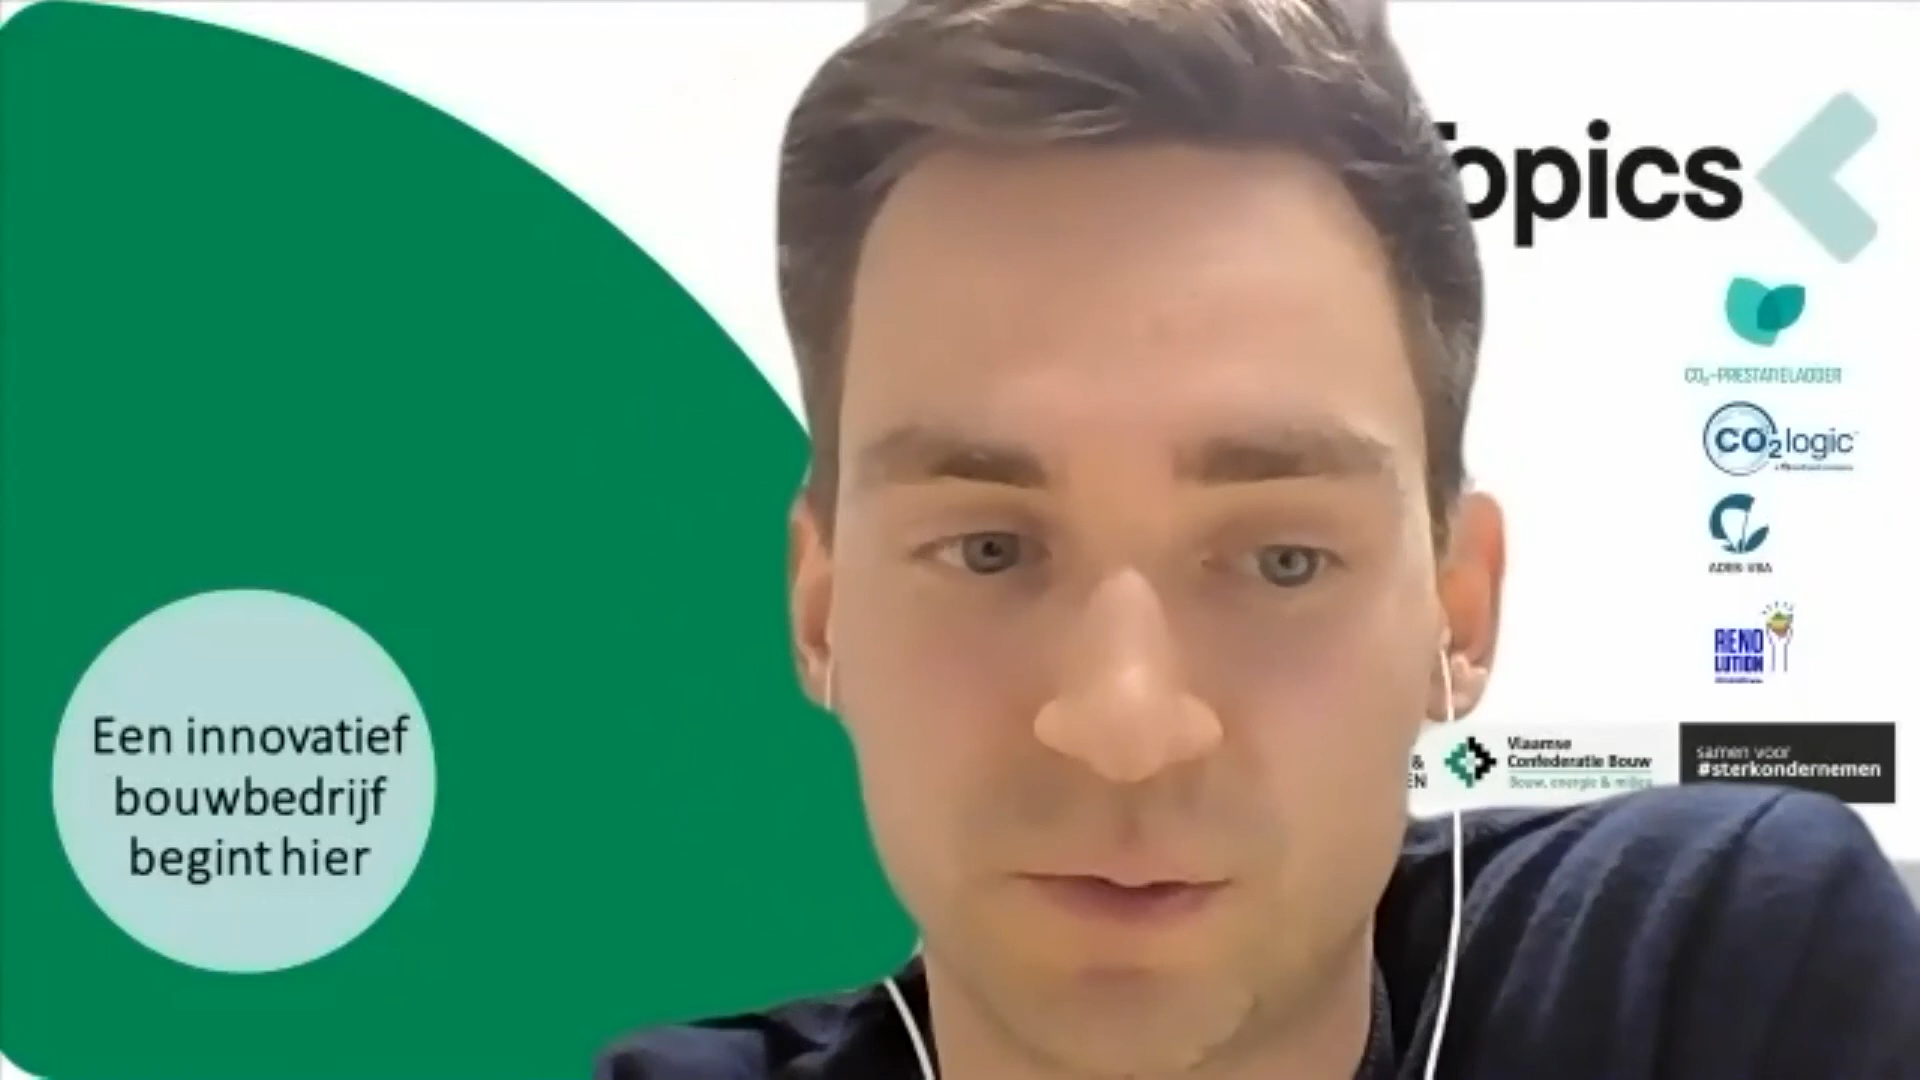 opics
CO₂-PRESTATIELADDER
CO₂logic
ADEB-VBA
RENO
LUTION
&
EN
Vlaamse
Confederatie Bouw
Bouw, energie & milieu
samen voor
#sterkondernemen
Een innovatief
bouwbedrijf
begint hier